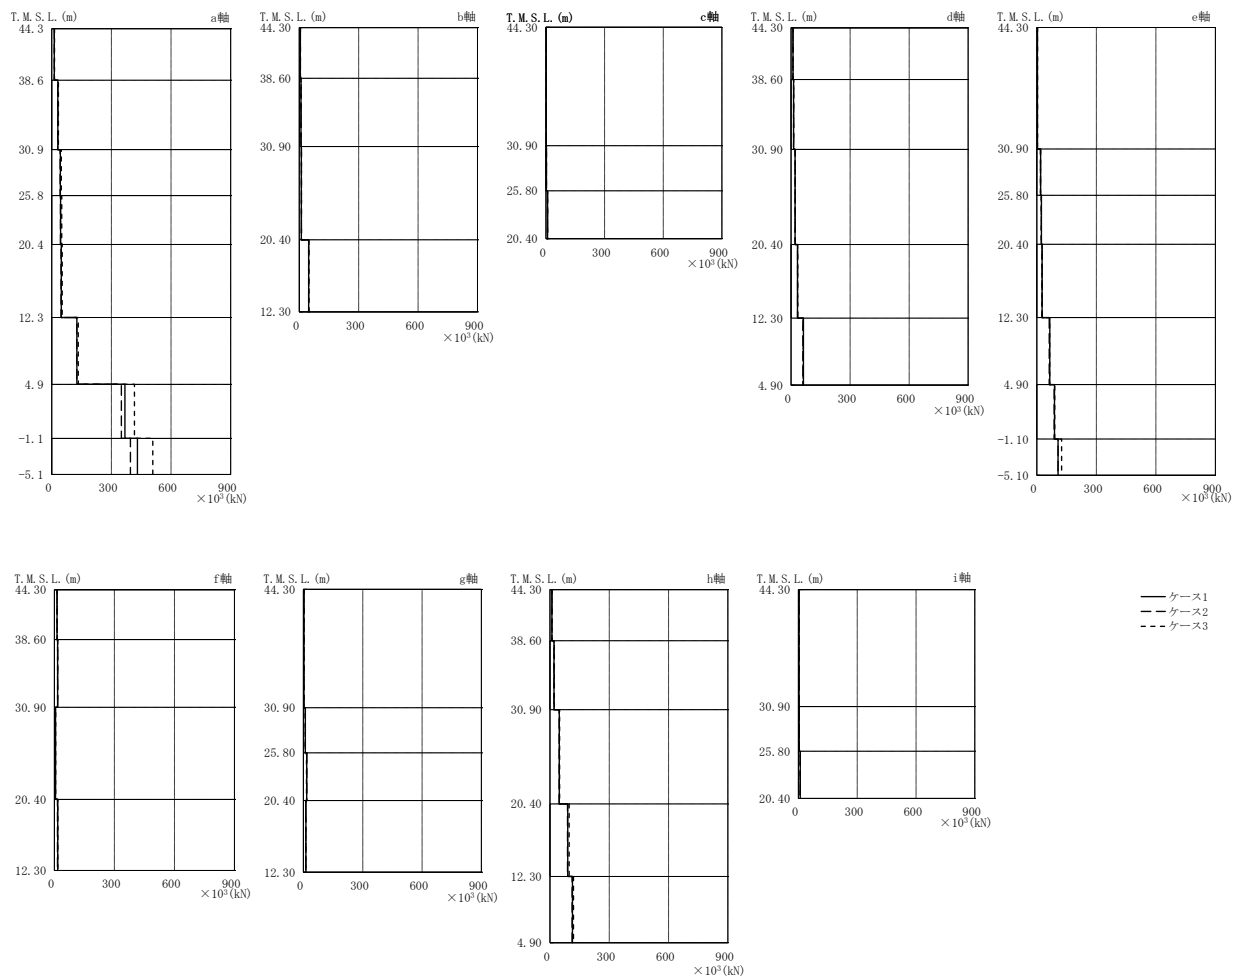 T.M.S.L.(m) a軸
44.3
38.6
30.9
25.8
20.4
12.3
4.9
-1.1
-5.1
0 300 600 900
×10³(kN)
T.M.S.L.(m) b軸
44.30
38.60
30.90
20.40
12.30
0 300 600 900
×10³(kN)
T.M.S.L.(m) c軸
44.30
30.90
25.80
20.40
0 300 600 900
×10³(kN)
T.M.S.L.(m) d軸
44.30
38.60
30.90
20.40
12.30
4.90
0 300 600 900
×10³(kN)
T.M.S.L.(m) e軸
44.30
30.90
25.80
20.40
12.30
4.90
-1.10
-5.10
0 300 600 900
×10³(kN)
T.M.S.L.(m) f軸
44.30
38.60
30.90
20.40
12.30
0 300 600 900
×10³(kN)
T.M.S.L.(m) g軸
44.30
30.90
25.80
20.40
12.30
0 300 600 900
×10³(kN)
T.M.S.L.(m) h軸
44.30
38.60
30.90
20.40
12.30
4.90
0 300 600 900
×10³(kN)
T.M.S.L.(m) i軸
44.30
30.90
25.80
20.40
0 300 600 900
×10³(kN)
ケース1
ケース2
ケース3